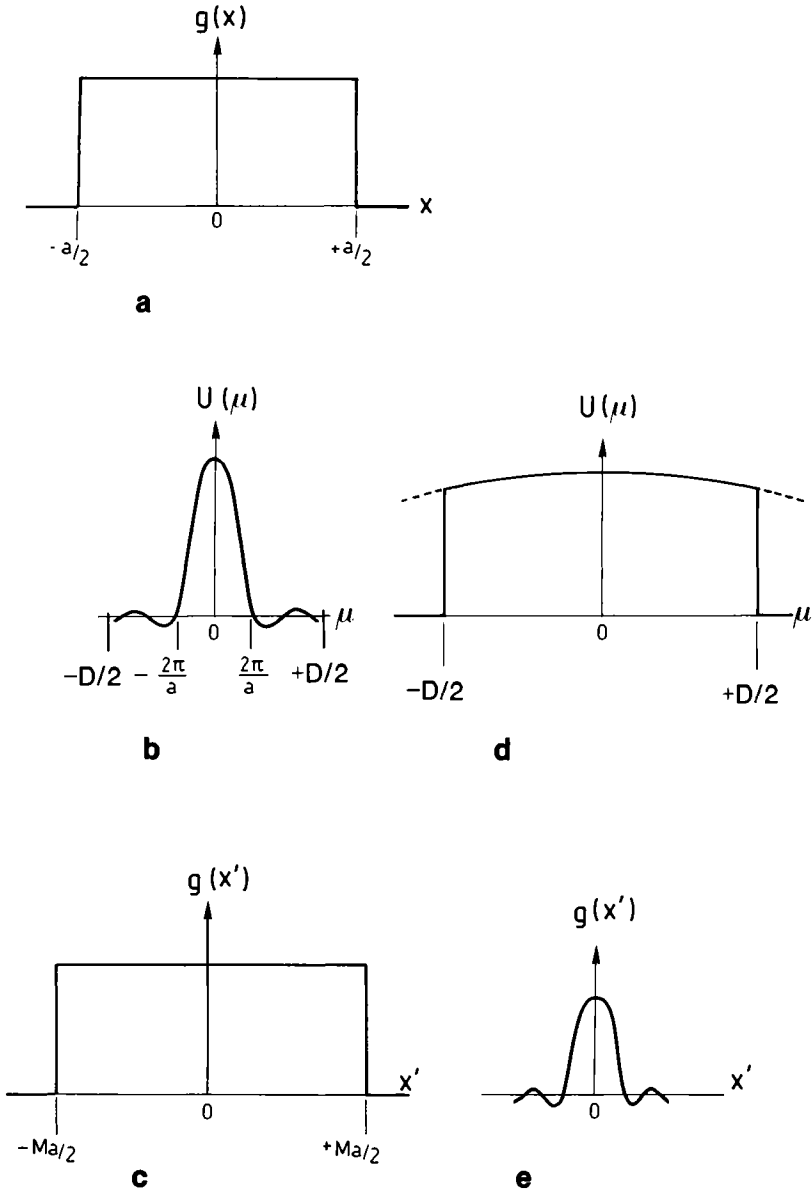 g(x)
x
0
-a/2
+a/2
a
U(μ)
μ
0
-D/2
- 2π/a
2π/a
+D/2
b
U(μ)
μ
0
-D/2
+D/2
d
g(x′)
x′
0
-Ma/2
+Ma/2
c
g(x′)
x′
0
e